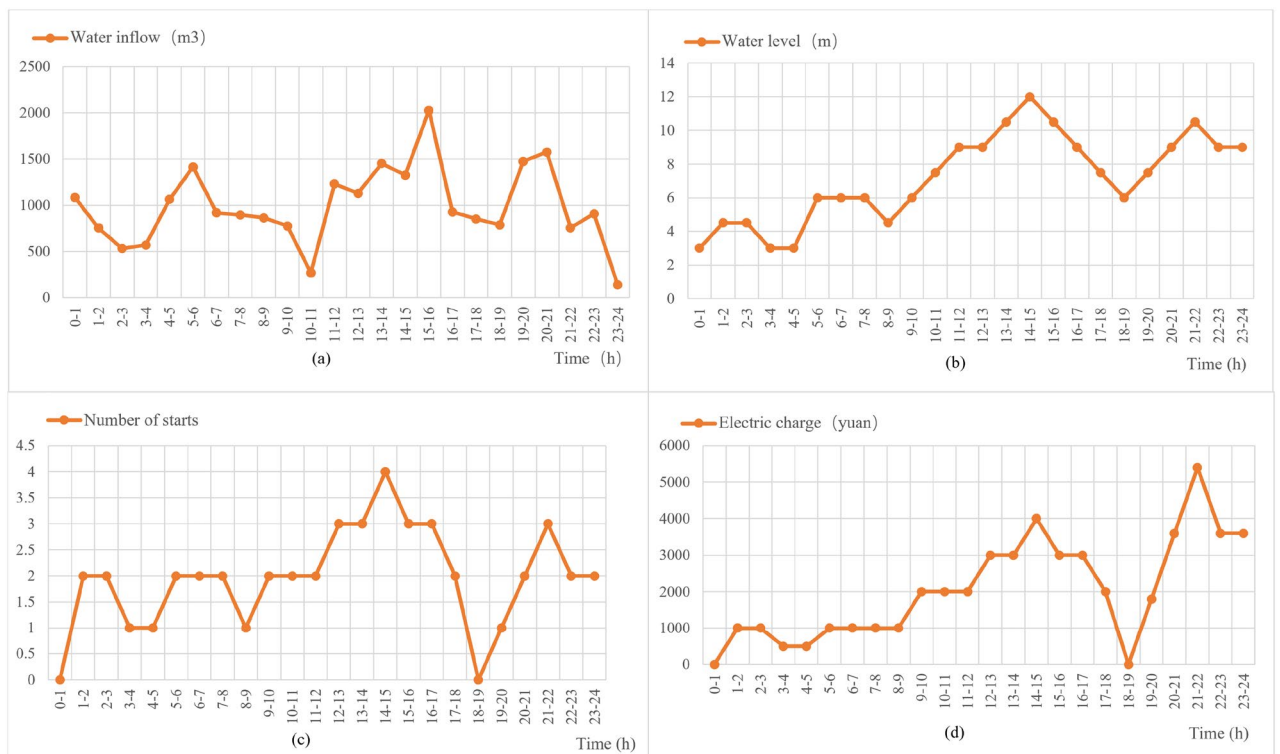 Water inflow（m3）
2500
2000
1500
1000
500
0
0-1 1-2 2-3 3-4 4-5 5-6 6-7 7-8 8-9 9-10 10-11 11-12 12-13 13-14 14-15 15-16 16-17 17-18 18-19 19-20 20-21 21-22 22-23 23-24
(a)
Time（h）
Water level（m）
14
12
10
8
6
4
2
0
0-1 1-2 2-3 3-4 4-5 5-6 6-7 7-8 8-9 9-10 10-11 11-12 12-13 13-14 14-15 15-16 16-17 17-18 18-19 19-20 20-21 21-22 22-23 23-24
(b)
Time (h)
Number of starts
4.5
4
3.5
3
2.5
2
1.5
1
0.5
0
0-1 1-2 2-3 3-4 4-5 5-6 6-7 7-8 8-9 9-10 10-11 11-12 12-13 13-14 14-15 15-16 16-17 17-18 18-19 19-20 20-21 21-22 22-23 23-24
(c)
Time (h)
Electric charge（yuan）
6000
5000
4000
3000
2000
1000
0
0-1 1-2 2-3 3-4 4-5 5-6 6-7 7-8 8-9 9-10 10-11 11-12 12-13 13-14 14-15 15-16 16-17 17-18 18-19 19-20 20-21 21-22 22-23 23-24
(d)
Time (h)